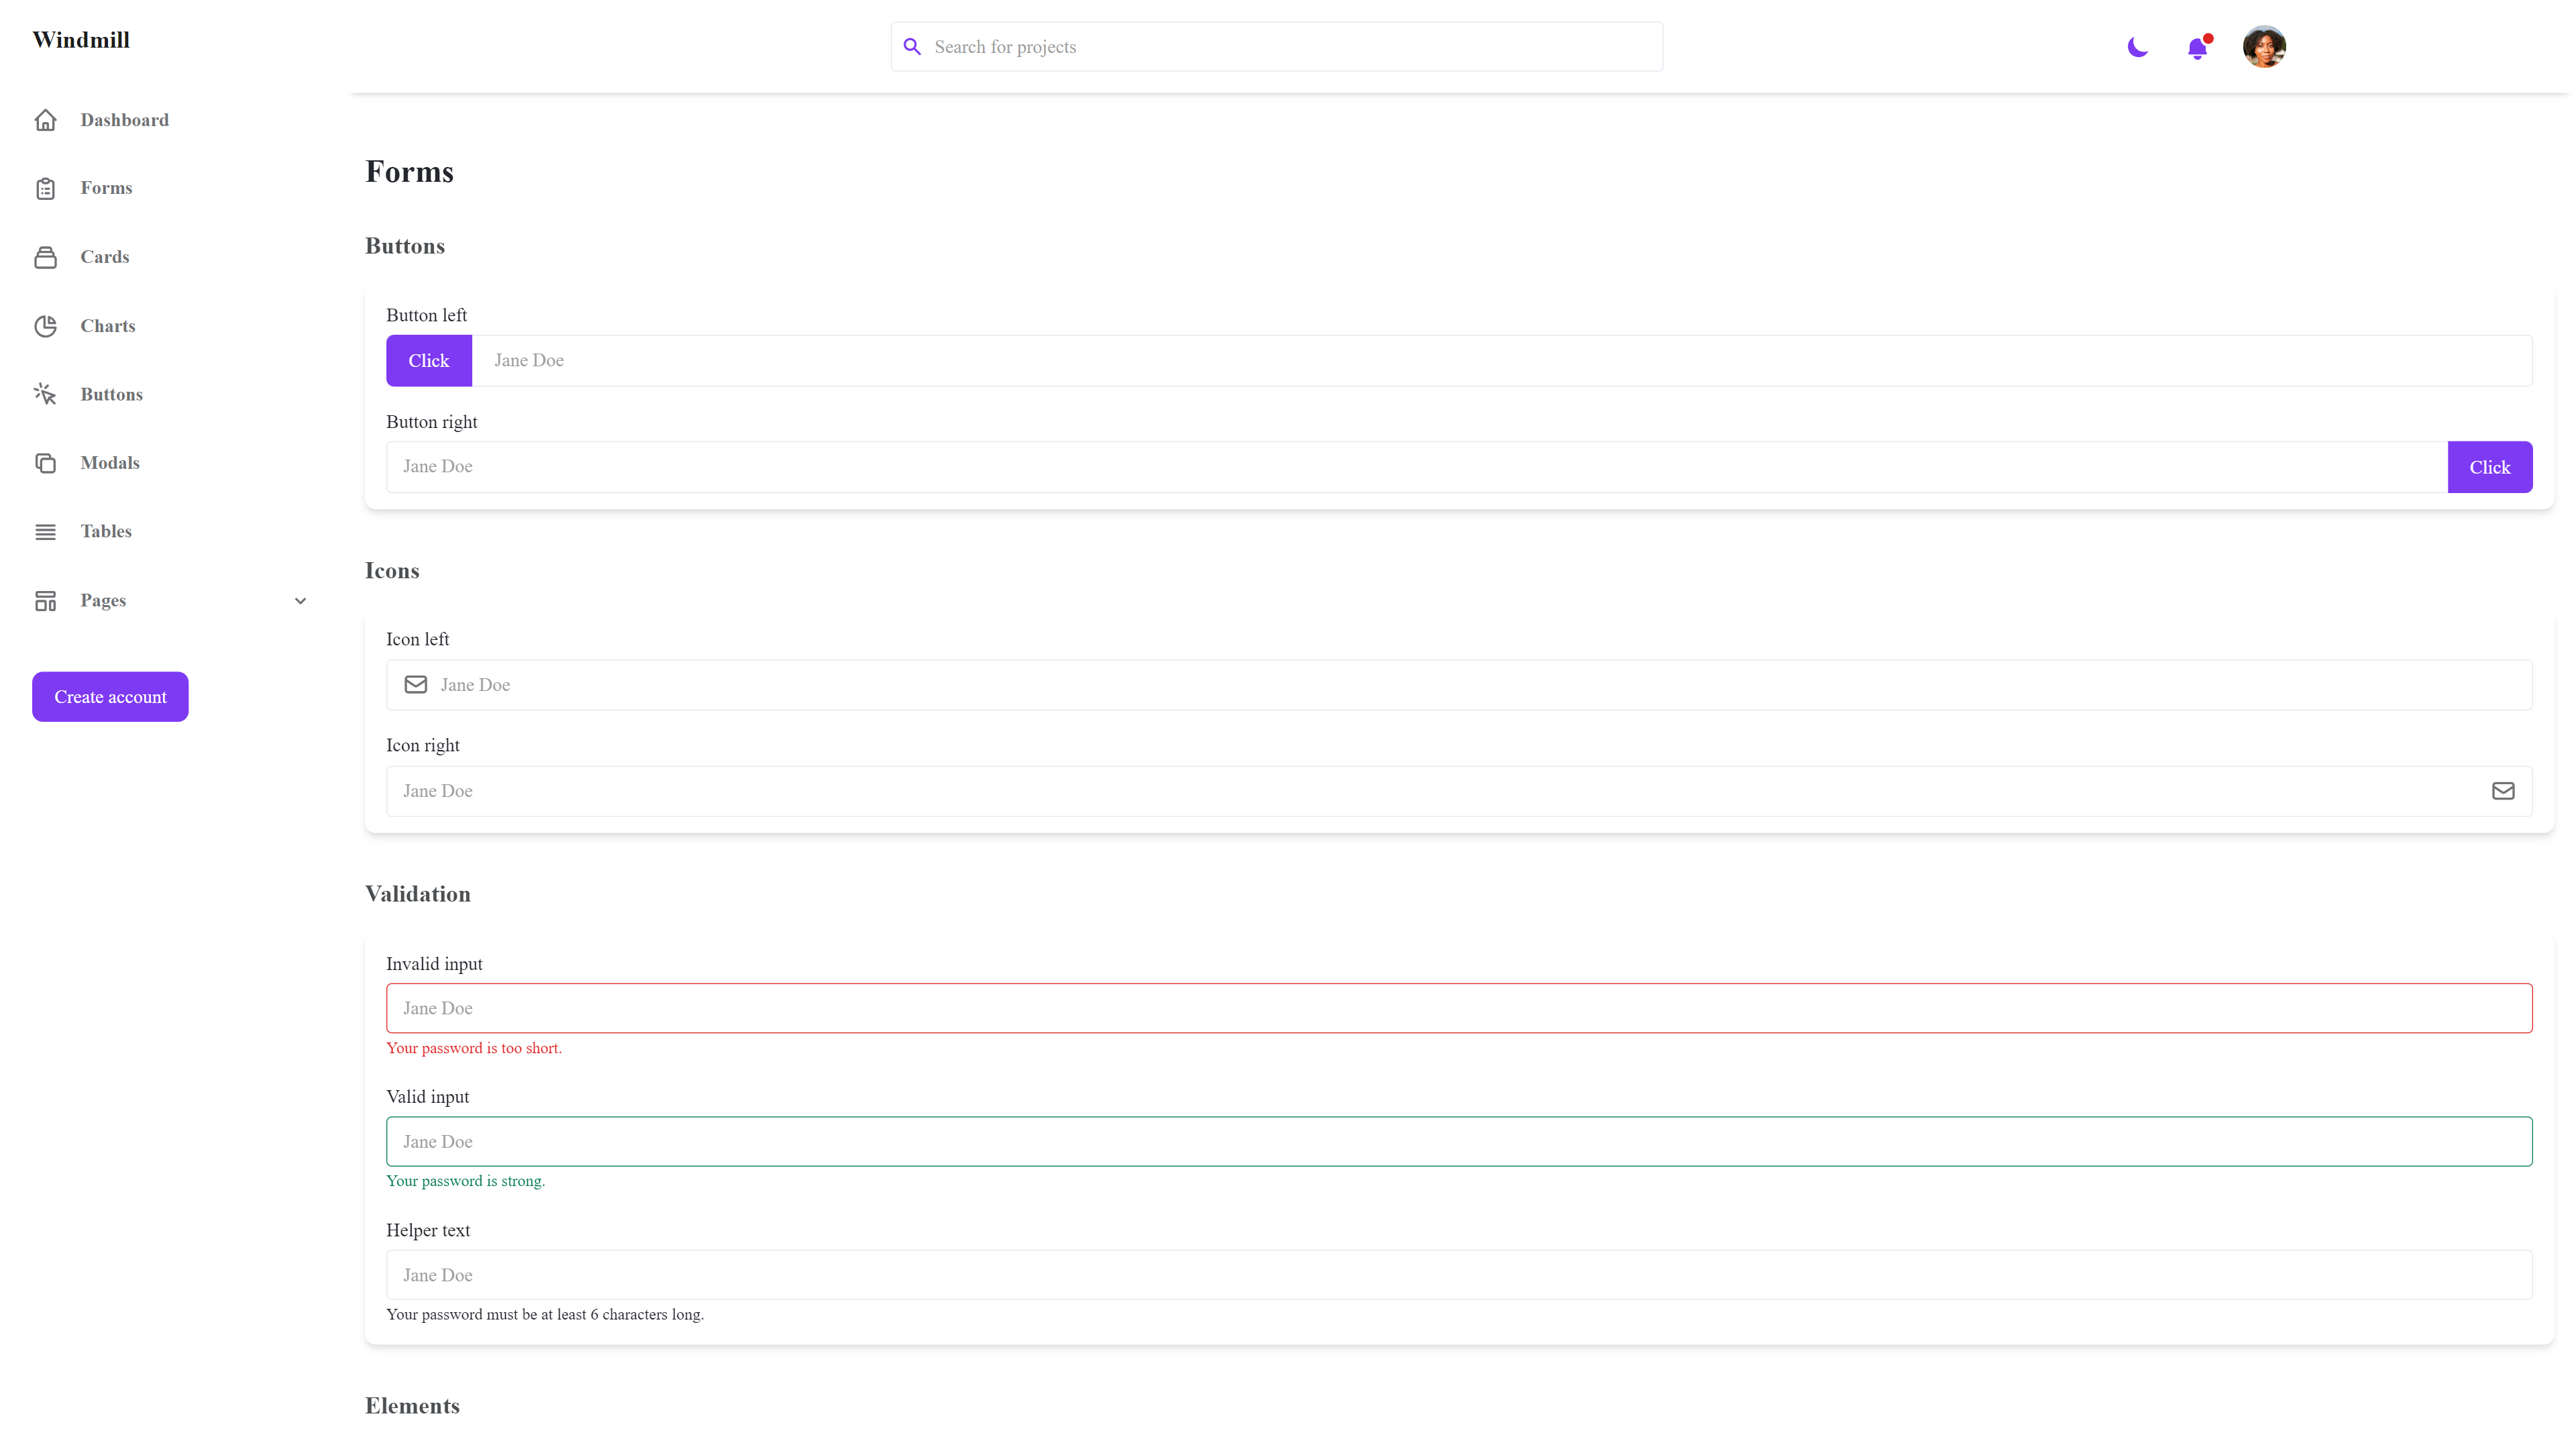 Windmill
Search for projects
Dashboard
Forms
Cards
Charts
Buttons
Modals
Tables
Pages
Create account
Forms
Buttons
Button left
Click
Jane Doe
Button right
Jane Doe
Click
Icons
Icon left
Jane Doe
Icon right
Jane Doe
Validation
Invalid input
Jane Doe
Your password is too short.
Valid input
Jane Doe
Your password is strong.
Helper text
Jane Doe
Your password must be at least 6 characters long.
Elements